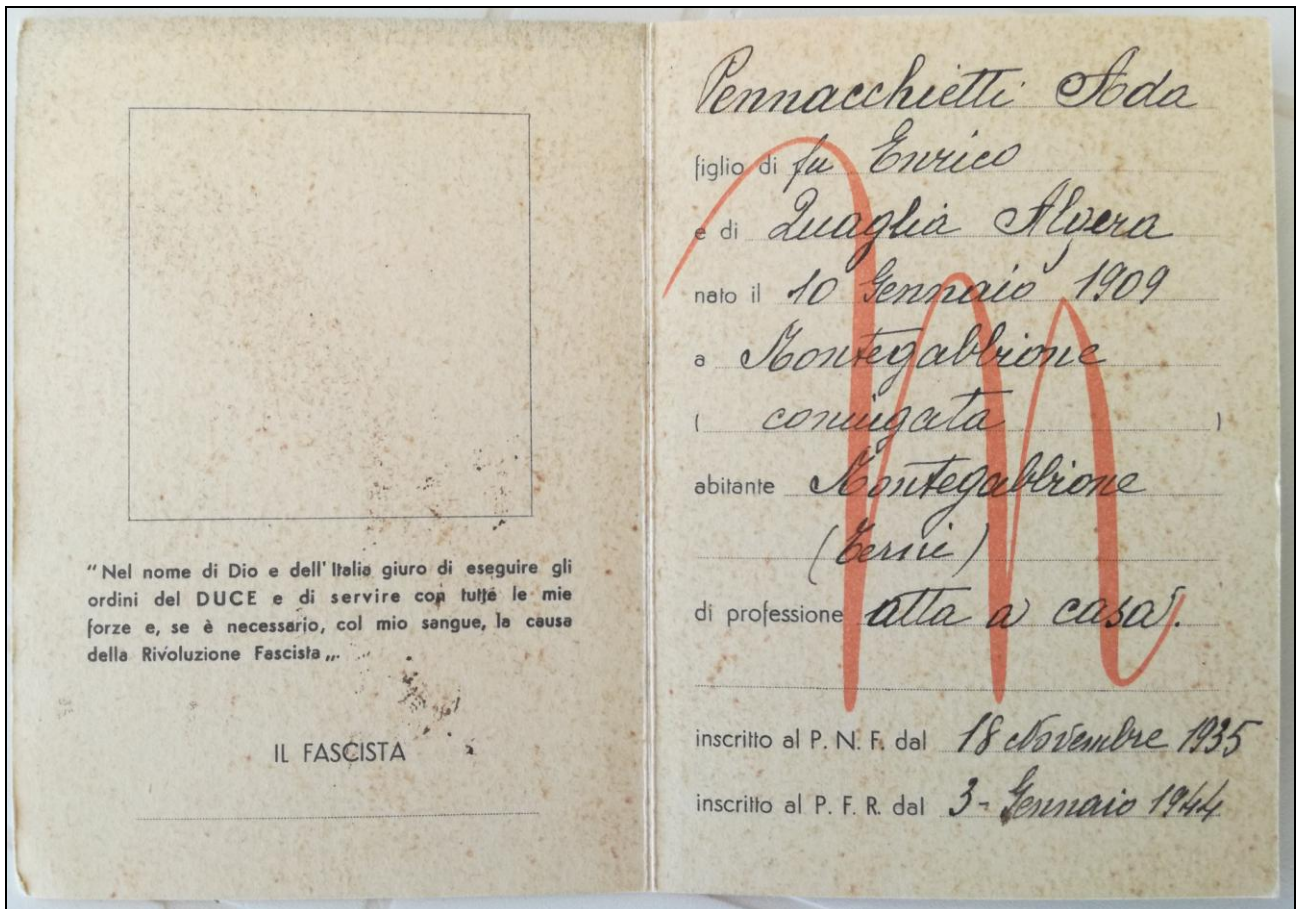 "Nel nome di Dio e dell'Italia giuro di eseguire gli
ordini del DUCE e di servire con tutte le mie
forze e, se è necessario, col mio sangue, la causa
della Rivoluzione Fascista„.
IL FASCISTA
Pennacchietti Ada
figlio di fu Enrico
e di Quaglia Alvera
nato il 10 Gennaio 1909
a Montegabbione
( coniugata )
abitante Montegabbione
(Terni)
di professione atta a casa.
inscritto al P. N. F. dal 18 Novembre 1935
inscritto al P. F. R. dal 3 - Gennaio 1944